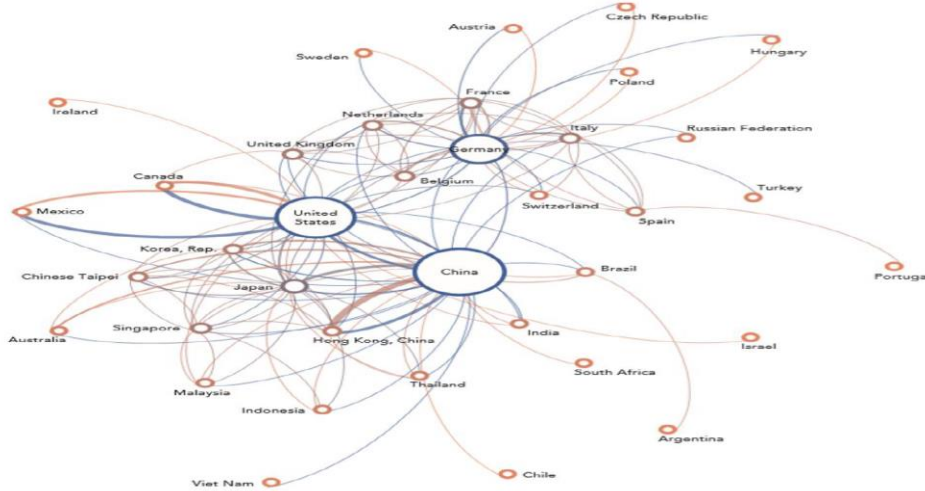 Czech Republic
Austria
Hungary
Sweden
Poland
France
Ireland
Netherlands
Italy
Russian Federation
United Kingdom
Germany
Canada
Belgium
Turkey
Mexico
United
States
Switzerland
Spain
Korea, Rep.
Chinese Taipei
China
Brazil
Portuga
Japan
Singapore
Australia
Hong Kong, China
India
Israel
South Africa
Malaysia
Thailand
Indonesia
Argentina
Viet Nam
Chile